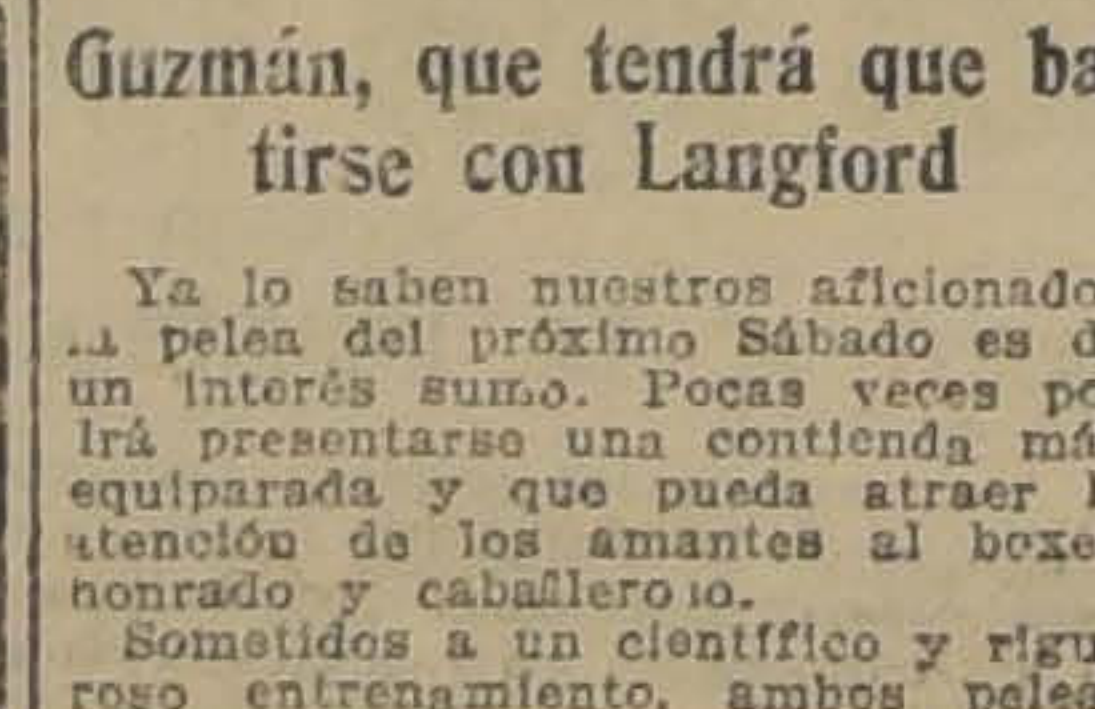 Guzmán, que tendrá que ba
tirse con Langford
Ya lo saben nuestros aficionado
pelea del próximo Sábado es d
un interés sumo. Pocas veces po
drá presentarse una contienda má
equiparada y que pueda atraer l
atención de los amantes al boxe
honrado y caballeroso.
Sometidos a un científico y rigu
roso entrenamiento, ambos pelea